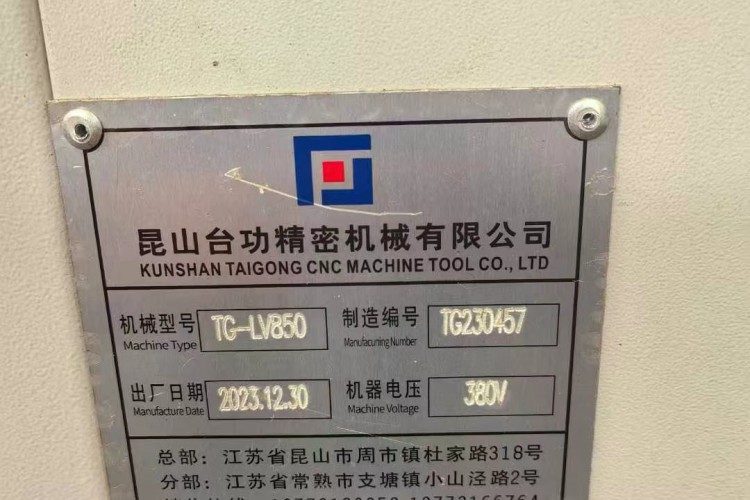 昆山台功精密机械有限公司
KUNSHAN TAIGONG CNC MACHINE TOOL CO., LTD
机械型号 TG-LV850 制造编号 TG230457
Machine Type Manufacuning Number
出厂日期 2023.12.30 机器电压 380V
Manufacture Date Machine Voltage
总部：江苏省昆山市周市镇杜家路318号
分部：江苏省常熟市支塘镇小山泾路2号